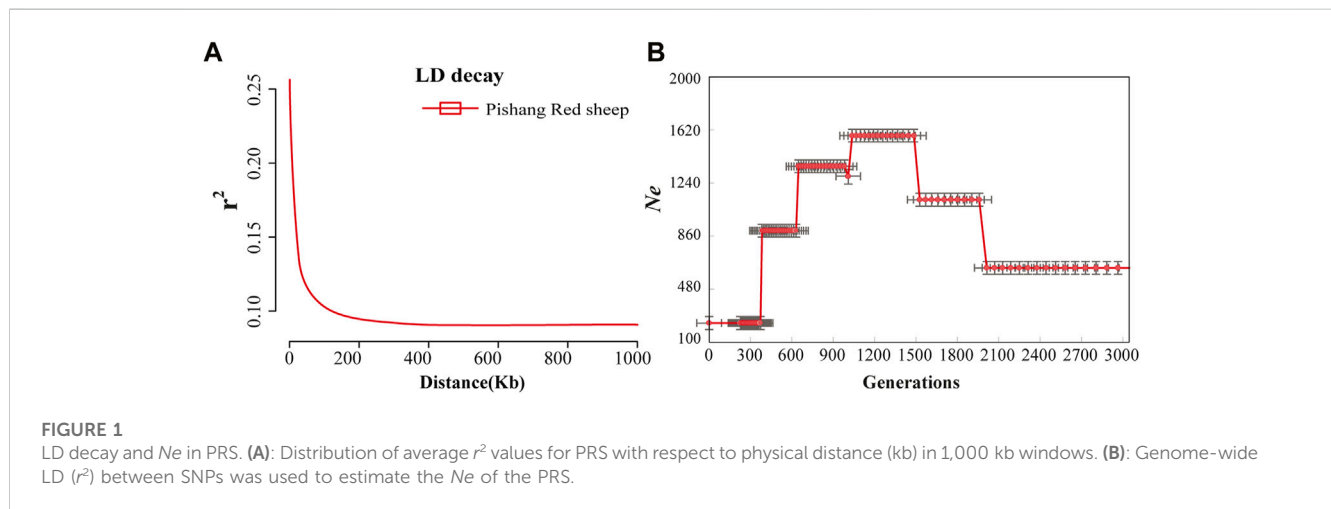 A
LD decay
Pishang Red sheep
r²
0.25
0.20
0.15
0.10
0 200 400 600 800 1000
Distance(Kb)
B
Ne
2000
1620
1240
860
480
100
0 300 600 900 1200 1500 1800 2100 2400 2700 3000
Generations
FIGURE 1
LD decay and Ne in PRS. (A): Distribution of average r² values for PRS with respect to physical distance (kb) in 1,000 kb windows. (B): Genome-wide
LD (r²) between SNPs was used to estimate the Ne of the PRS.